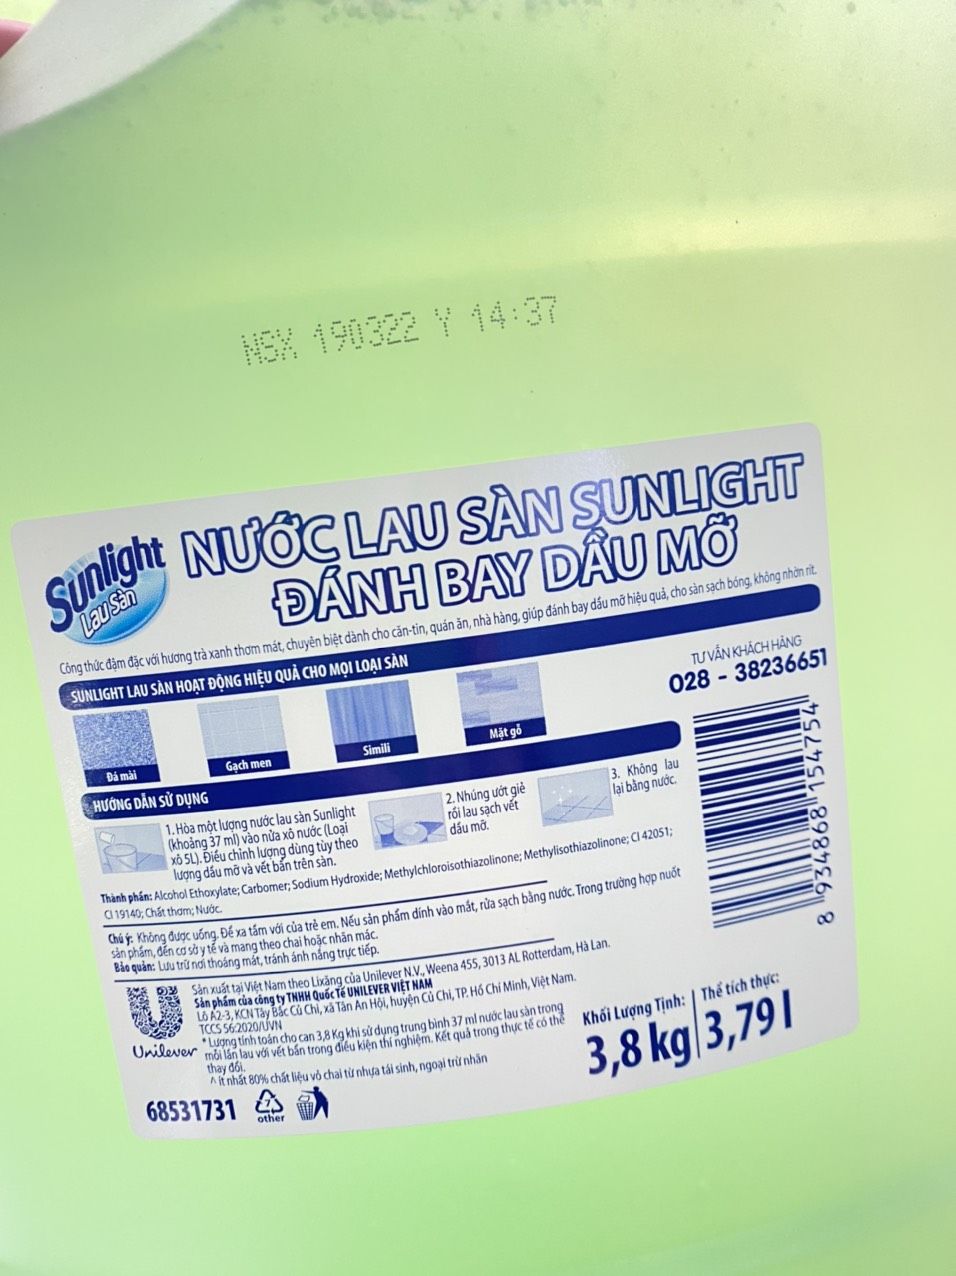 NSX 190322 Y 14:37
Sunlight
Lau Sàn
NƯỚC LAU SÀN SUNLIGHT
ĐÁNH BAY DẦU MỠ
Công thức đậm đặc với hương trà xanh thơm mát, chuyên biệt dành cho căn-tin, quán ăn, nhà hàng, giúp đánh bay dầu mỡ hiệu quả, cho sàn sạch bóng, không nhờn rít.
SUNLIGHT LAU SÀN HOẠT ĐỘNG HIỆU QUẢ CHO MỌI LOẠI SÀN
Đá mài
Gạch men
Simili
Mặt gỗ
TƯ VẤN KHÁCH HÀNG
028 - 38236651
HƯỚNG DẪN SỬ DỤNG
1. Hòa một lượng nước lau sàn Sunlight
(khoảng 37 ml) vào nửa xô nước (Loại
xô 5L). Điều chỉnh lượng dùng tùy theo
lượng dầu mỡ và vết bẩn trên sàn.
2. Nhúng ướt giẻ
rồi lau sạch vết
dầu mỡ.
3. Không lau
lại bằng nước.
Thành phần: Alcohol Ethoxylate; Carbomer; Sodium Hydroxide; Methylchloroisothiazolinone; Methylisothiazolinone; CI 42051;
CI 19140; Chất thơm; Nước.
Chú ý: Không được uống. Để xa tầm với của trẻ em. Nếu sản phẩm dính vào mắt, rửa sạch bằng nước. Trong trường hợp nuốt
sản phẩm, đến cơ sở y tế và mang theo chai hoặc nhãn mác.
Bảo quản: Lưu trữ nơi thoáng mát, tránh ánh nắng trực tiếp.
8 934868 154754
Unilever
Sản xuất tại Việt Nam theo Lixăng của Unilever N.V., Weena 455, 3013 AL Rotterdam, Hà Lan.
Sản phẩm của công ty TNHH Quốc Tế UNILEVER VIỆT NAM
Lô A2-3, KCN Tây Bắc Củ Chi, xã Tân An Hội, huyện Củ Chi, TP. Hồ Chí Minh, Việt Nam.
TCCS 56:2020/UVN
* Lượng tính toán cho can 3,8 Kg khi sử dụng trung bình 37 ml nước lau sàn trong
mỗi lần lau với vết bẩn trong điều kiện thí nghiệm. Kết quả trong thực tế có thể
thay đổi.
^ Ít nhất 80% chất liệu vỏ chai từ nhựa tái sinh, ngoại trừ nhãn
Khối Lượng Tịnh:
3,8 kg
Thể tích thực:
3,79 l
68531731
7
other